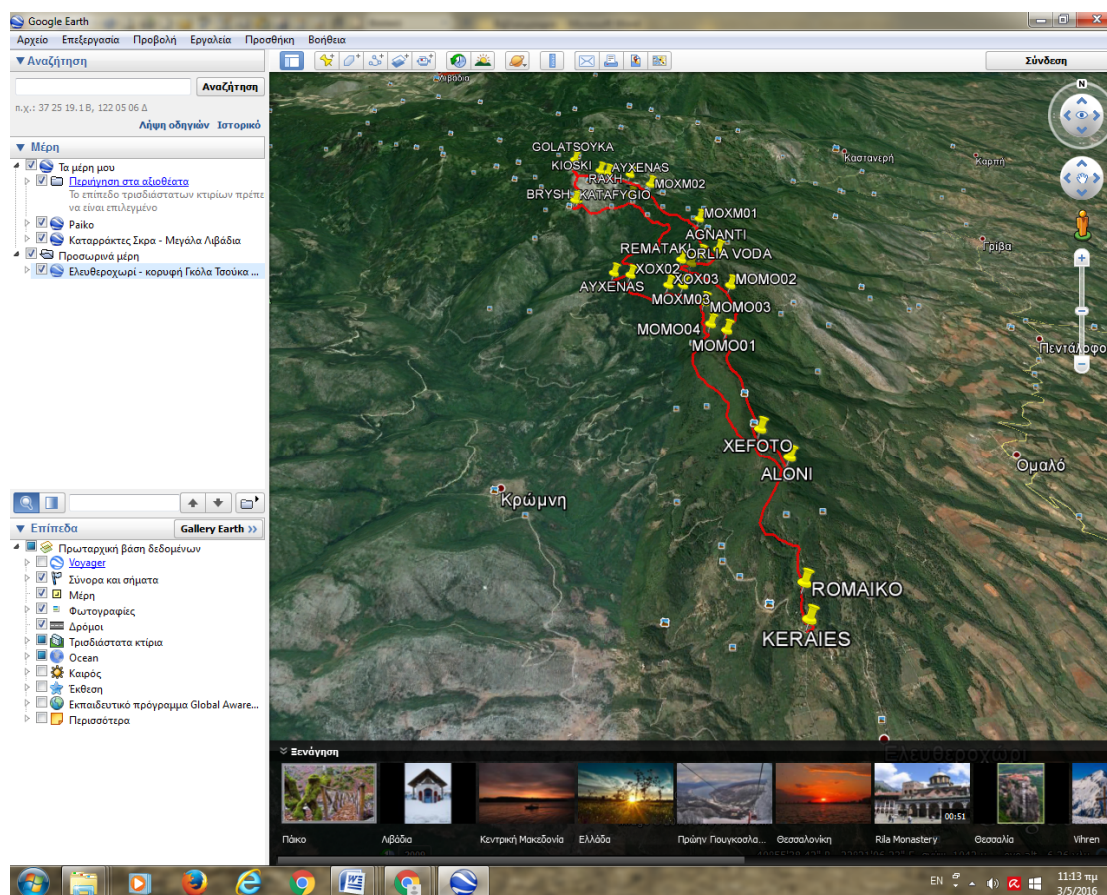 Google Earth
Αρχείο Επεξεργασία Προβολή Εργαλεία Προσθήκη Βοήθεια
Αναζήτηση
Αναζήτηση
π.χ.: 37 25 19.1 Β, 122 05 06 Δ
Λήψη οδηγιών Ιστορικό
Μέρη
Τα μέρη μου
Περιήγηση στα αξιοθέατα
Το επίπεδο τρισδιάστατων κτιρίων πρέπε
να είναι επιλεγμένο
Paiko
Καταρράκτες Σκρα - Μεγάλα Λιβάδια
Προσωρινά μέρη
Ελευθεροχωρί - κορυφή Γκόλα Τσούκα ...
Επίπεδα
Gallery Earth >>
Πρωταρχική βάση δεδομένων
Voyager
Σύνορα και σήματα
Μέρη
Φωτογραφίες
Δρόμοι
Τρισδιάστατα κτίρια
Ocean
Καιρός
Έκθεση
Εκπαιδευτικό πρόγραμμα Global Aware...
Περισσότερα
Σύνδεση
N
Λιβάδια
GOLATSOYKA
KIOSKI
AYXENAS
RAXH
MOXM02
BRYSH
KATAFYGIO
MOXM01
AGNANTI
REMATAKI
ORLIA VODA
XOX02
AYXENAS
XOX03
MOMO02
MOXM03
MOMO03
MOMO04
MOMO01
XEFOTO
ALONI
ROMAIKO
KERAIES
Καστανερή
Καρπή
Γρίβα
Πεντάλοφο
Ομαλό
Κρώμνη
Ελευθεροχώρι
Ξενάγηση
Πάικο
Λιβάδια
Κεντρική Μακεδονία
Ελλάδα
Πρώην Γιουγκοσλα...
Θεσσαλονίκη
00:51
Rila Monastery
Θεσσαλία
Vihren
EN
11:13 πμ
3/5/2016